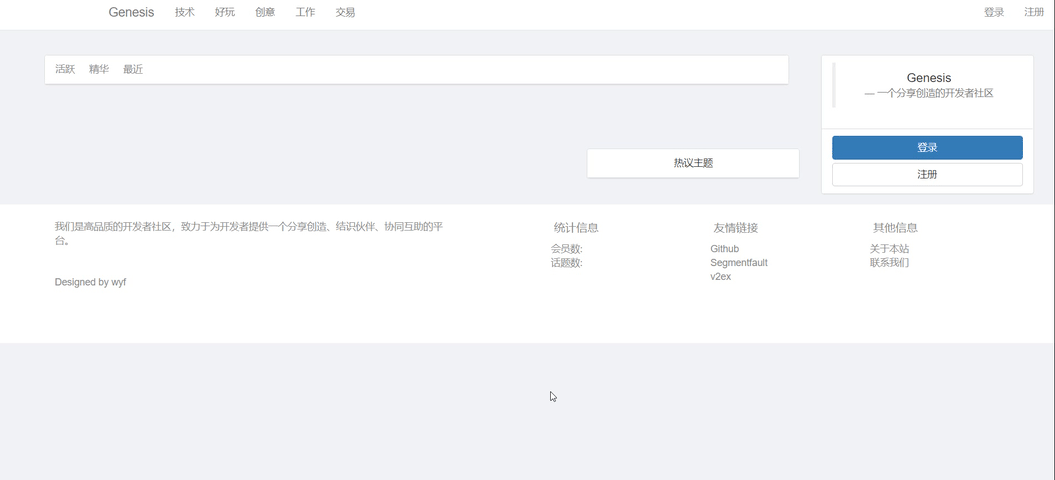 Genesis 技术 好玩 创意 工作 交易 登录 注册
活跃 精华 最近
Genesis
— 一个分享创造的开发者社区
登录
注册
热议主题
我们是高品质的开发者社区，致力于为开发者提供一个分享创造、结识伙伴、协同互助的平
台。
Designed by wyf
统计信息
会员数:
话题数:
友情链接
Github
Segmentfault
v2ex
其他信息
关于本站
联系我们